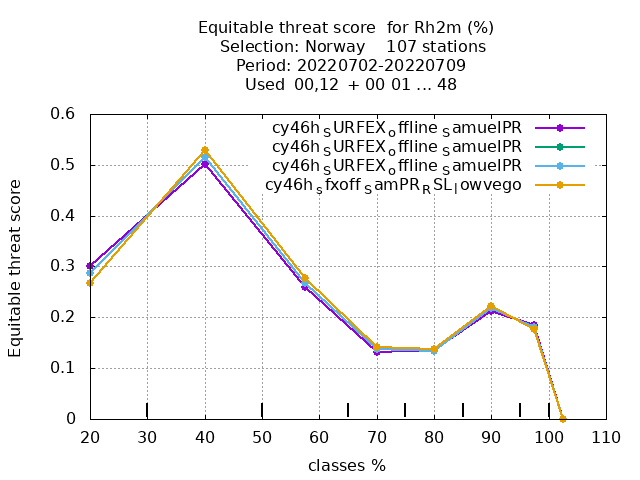 Equitable threat score  for Rh2m (%)
Selection: Norway    107 stations
Period: 20220702-20220709
Used  00,12  + 00 01 ... 48
0.6
0.5
0.4
0.3
0.2
0.1
0
Equitable threat score
cy46h_SURFEX_offline_SamuelPR
cy46h_SURFEX_offline_SamuelPR
cy46h_SURFEX_offline_SamuelPR
cy46h_sfxoff_SamPR_RSL_lowvego
20 30 40 50 60 70 80 90 100 110
classes %